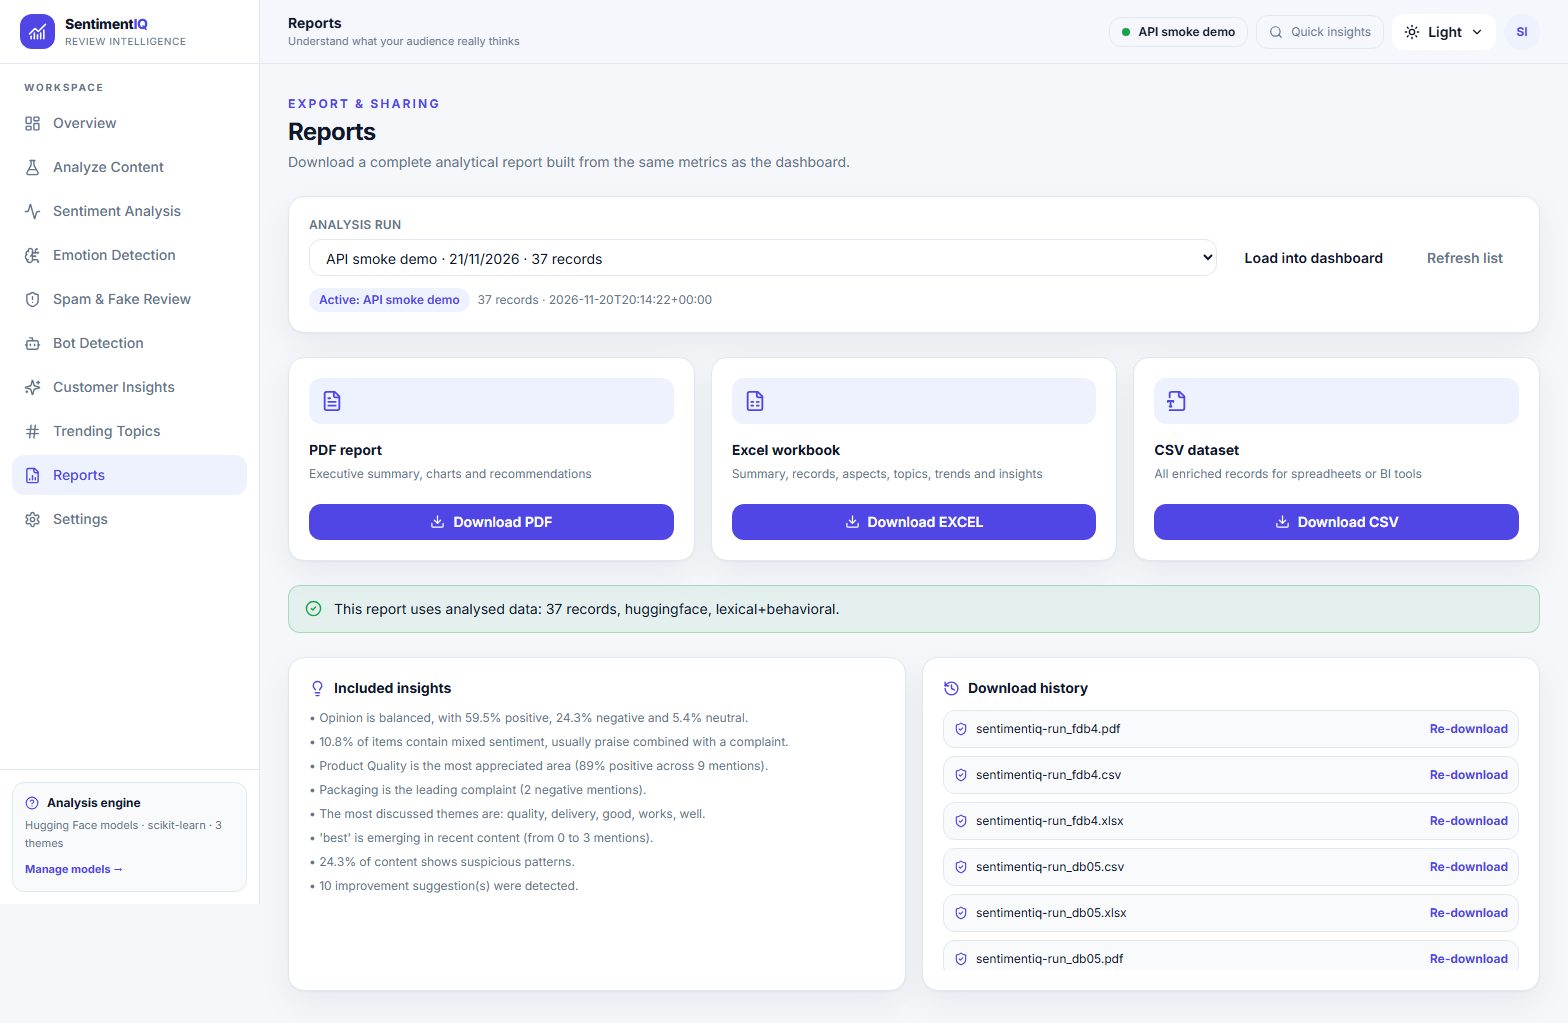 SentimentIQ
REVIEW INTELLIGENCE
WORKSPACE
Overview
Analyze Content
Sentiment Analysis
Emotion Detection
Spam & Fake Review
Bot Detection
Customer Insights
Trending Topics
Reports
Settings
Analysis engine
Hugging Face models · scikit-learn · 3
themes
Manage models →
Reports
Understand what your audience really thinks
API smoke demo
Quick insights
Light
SI
EXPORT & SHARING
Reports
Download a complete analytical report built from the same metrics as the dashboard.
ANALYSIS RUN
API smoke demo · 21/11/2026 · 37 records
Load into dashboard
Refresh list
Active: API smoke demo
37 records · 2026-11-20T20:14:22+00:00
PDF report
Executive summary, charts and recommendations
Download PDF
Excel workbook
Summary, records, aspects, topics, trends and insights
Download EXCEL
CSV dataset
All enriched records for spreadheets or BI tools
Download CSV
This report uses analysed data: 37 records, huggingface, lexical+behavioral.
Included insights
• Opinion is balanced, with 59.5% positive, 24.3% negative and 5.4% neutral.
• 10.8% of items contain mixed sentiment, usually praise combined with a complaint.
• Product Quality is the most appreciated area (89% positive across 9 mentions).
• Packaging is the leading complaint (2 negative mentions).
• The most discussed themes are: quality, delivery, good, works, well.
• 'best' is emerging in recent content (from 0 to 3 mentions).
• 24.3% of content shows suspicious patterns.
• 10 improvement suggestion(s) were detected.
Download history
sentimentiq-run_fdb4.pdf
Re-download
sentimentiq-run_fdb4.csv
Re-download
sentimentiq-run_fdb4.xlsx
Re-download
sentimentiq-run_db05.csv
Re-download
sentimentiq-run_db05.xlsx
Re-download
sentimentiq-run_db05.pdf
Re-download